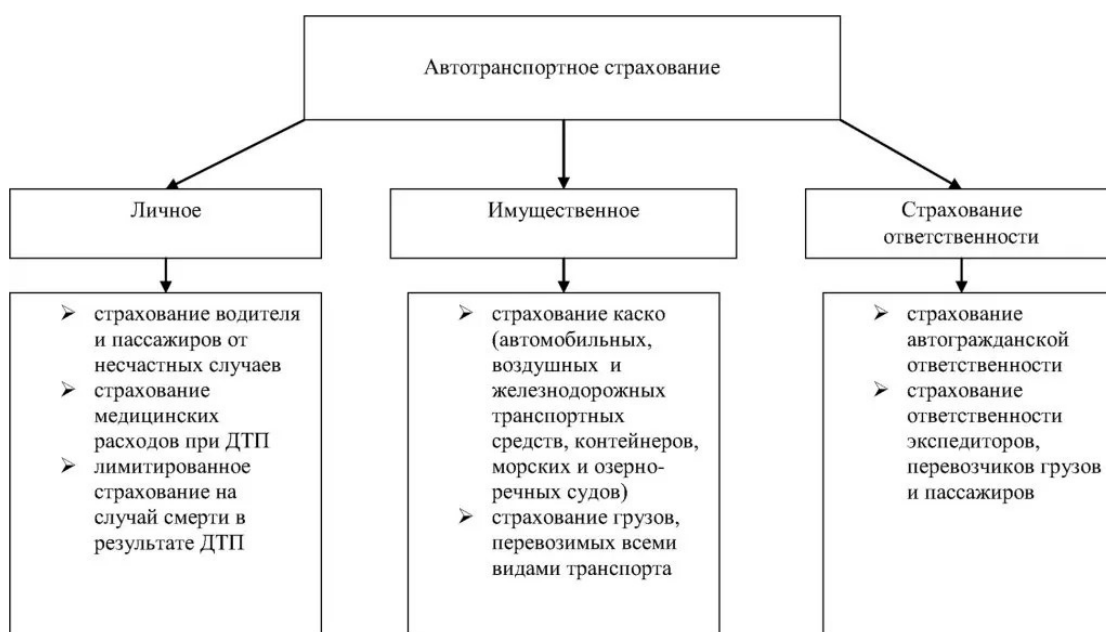 Автотранспортное страхование
Личное
Имущественное
Страхование
ответственности
➢ страхование водителя
и пассажиров от
несчастных случаев
➢ страхование
медицинских
расходов при ДТП
➢ лимитированное
страхование на
случай смерти в
результате ДТП
➢ страхование каско
(автомобильных,
воздушных и
железнодорожных
транспортных
средств, контейнеров,
морских и озерно-
речных судов)
➢ страхование грузов,
перевозимых всеми
видами транспорта
➢ страхование
автогражданской
ответственности
➢ страхование
ответственности
экспедиторов,
перевозчиков грузов
и пассажиров